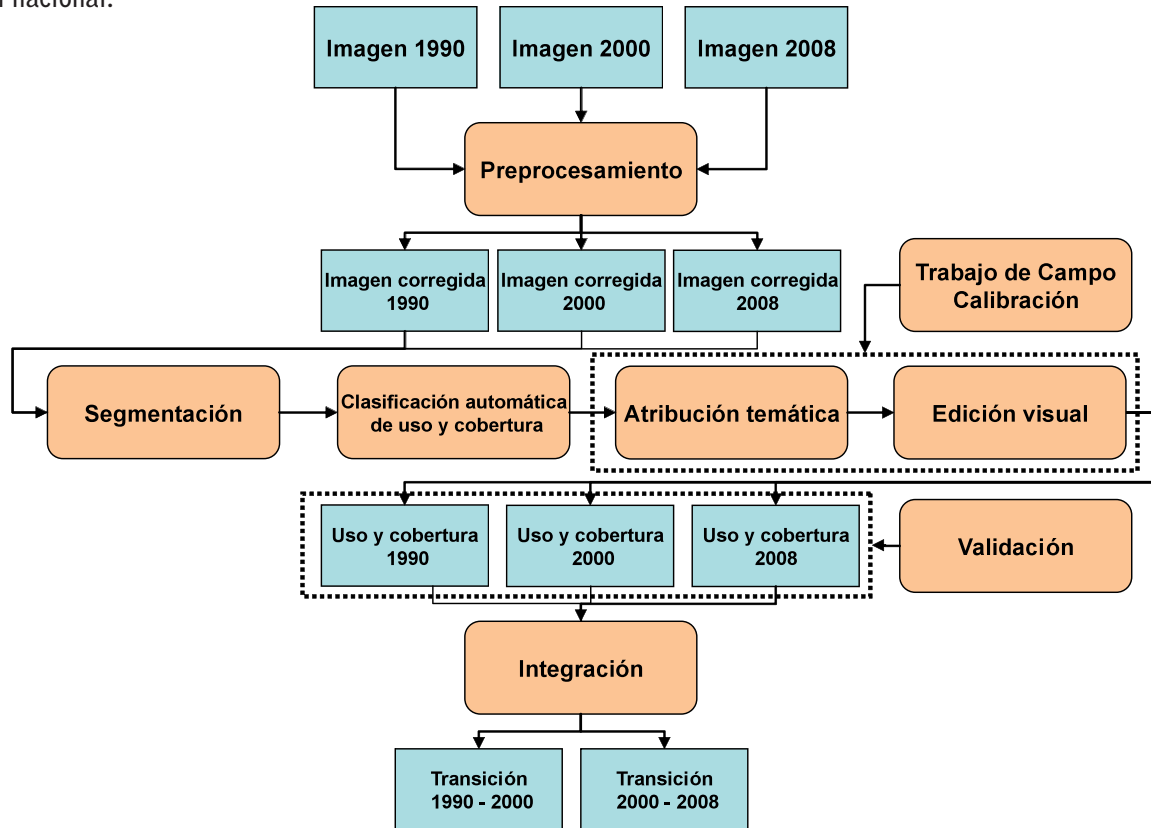 nacional.
Imagen 1990
Imagen 2000
Imagen 2008
Preprocesamiento
Imagen corregida
1990
Imagen corregida
2000
Imagen corregida
2008
Trabajo de Campo
Calibración
Segmentación
Clasificación automática
de uso y cobertura
Atribución temática
Edición visual
Uso y cobertura
1990
Uso y cobertura
2000
Uso y cobertura
2008
Validación
Integración
Transición
1990 - 2000
Transición
2000 - 2008